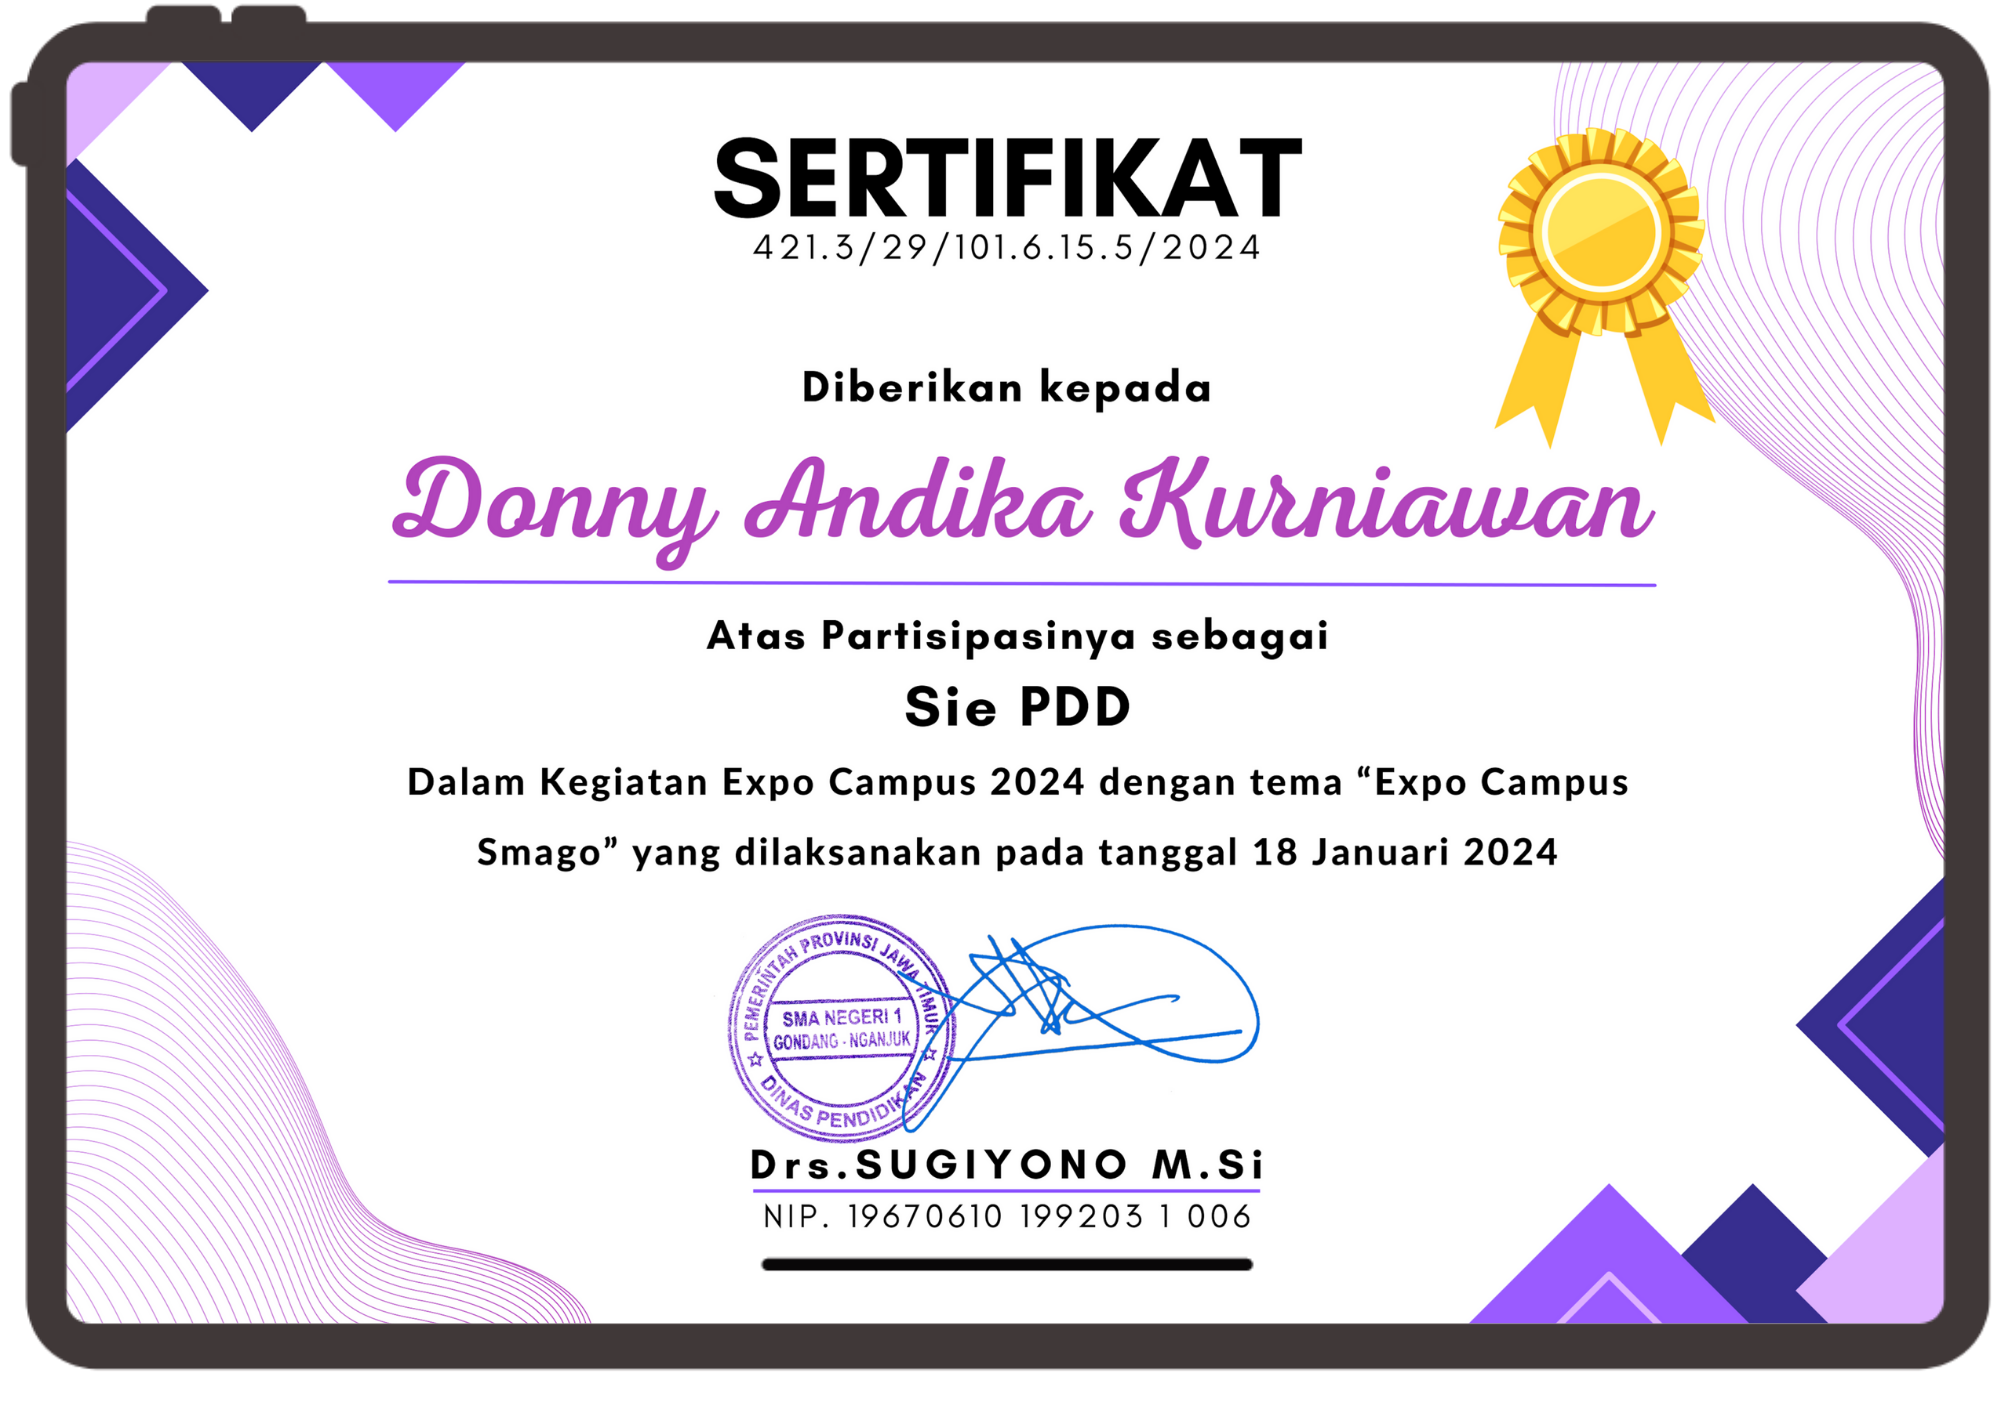 SERTIFIKAT
421.3/29/101.6.15.5/2024
Diberikan kepada
Donny Andika Kurniawan
Atas Partisipasinya sebagai
Sie PDD
Dalam Kegiatan Expo Campus 2024 dengan tema “Expo Campus
Smago” yang dilaksanakan pada tanggal 18 Januari 2024
PEMERINTAH PROVINSI JAWA TIMUR
SMA NEGERI 1
GONDANG - NGANJUK
DINAS PENDIDIKAN
Drs.SUGIYONO M.Si
NIP. 19670610 199203 1 006